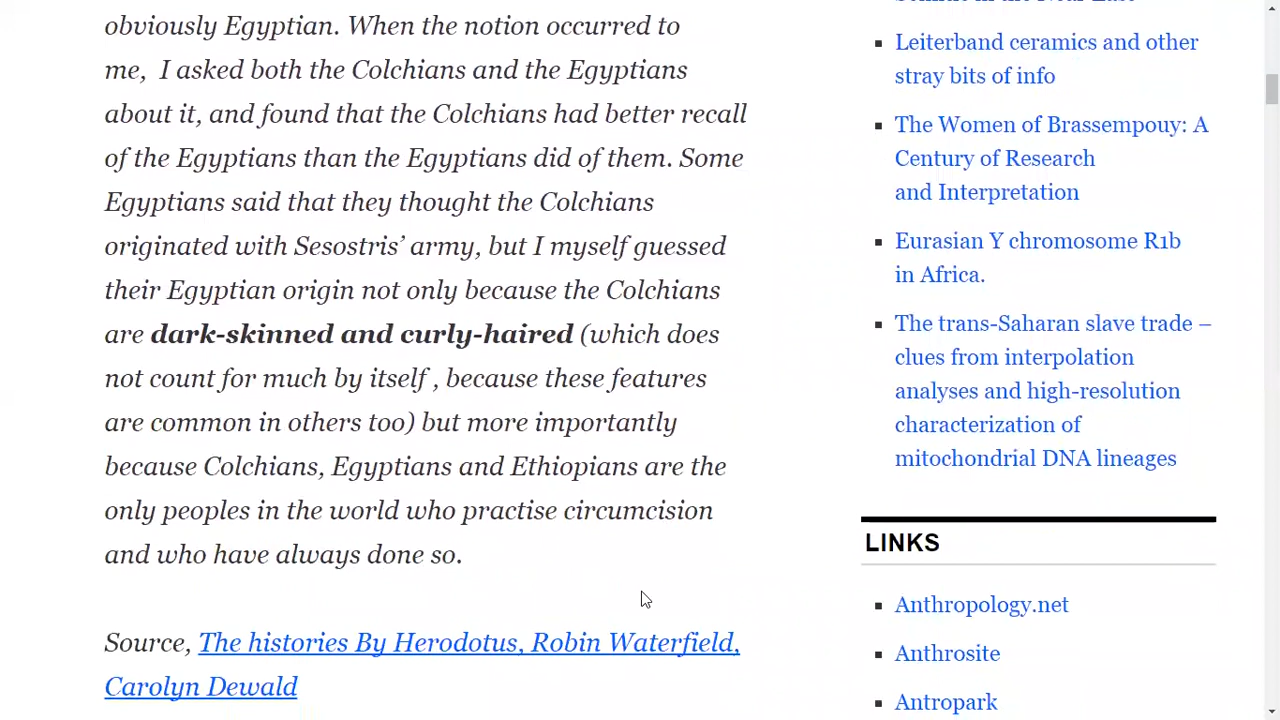 obviously Egyptian. When the notion occurred to
me,  I asked both the Colchians and the Egyptians
about it, and found that the Colchians had better recall
of the Egyptians than the Egyptians did of them. Some
Egyptians said that they thought the Colchians
originated with Sesostris’ army, but I myself guessed
their Egyptian origin not only because the Colchians
are dark-skinned and curly-haired (which does
not count for much by itself , because these features
are common in others too) but more importantly
because Colchians, Egyptians and Ethiopians are the
only peoples in the world who practise circumcision
and who have always done so.
Source, The histories By Herodotus, Robin Waterfield,
Carolyn Dewald
Leiterband ceramics and other
stray bits of info
The Women of Brassempouy: A
Century of Research
and Interpretation
Eurasian Y chromosome R1b
in Africa.
The trans-Saharan slave trade –
clues from interpolation
analyses and high-resolution
characterization of
mitochondrial DNA lineages
LINKS
Anthropology.net
Anthrosite
Antropark